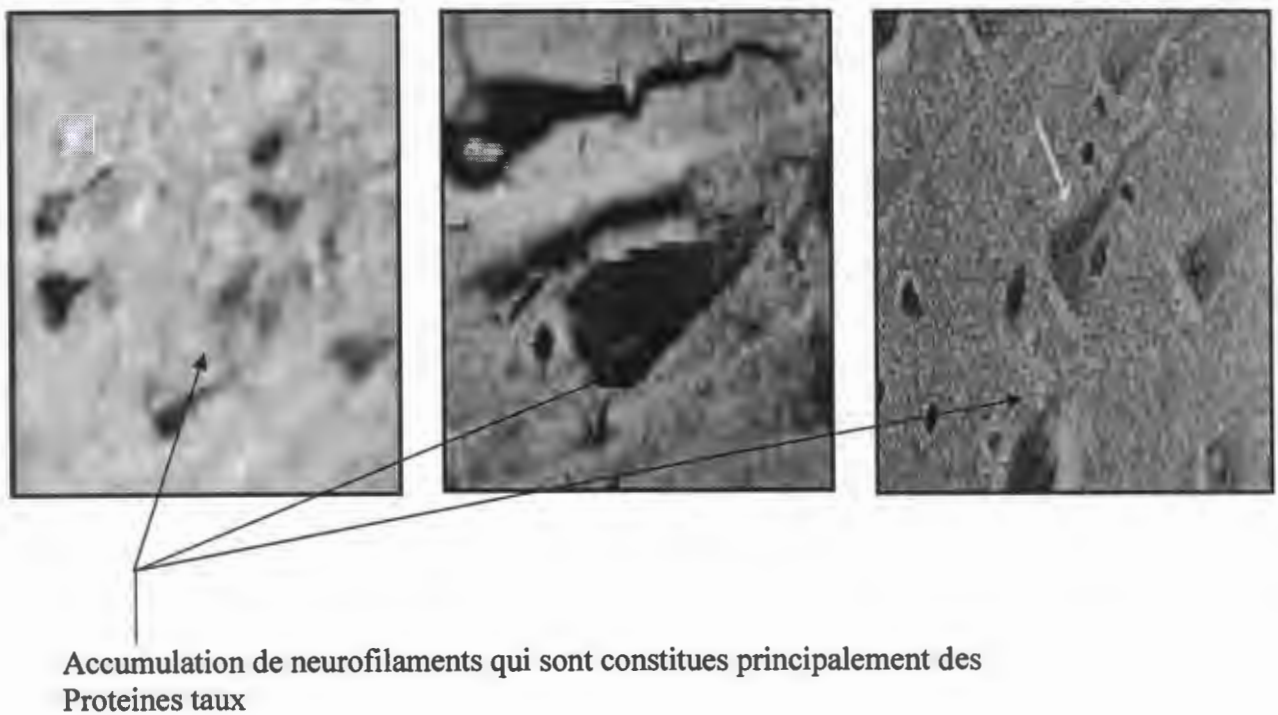 Accumulation de neurofilaments qui sont constitues principalement des
Proteines taux